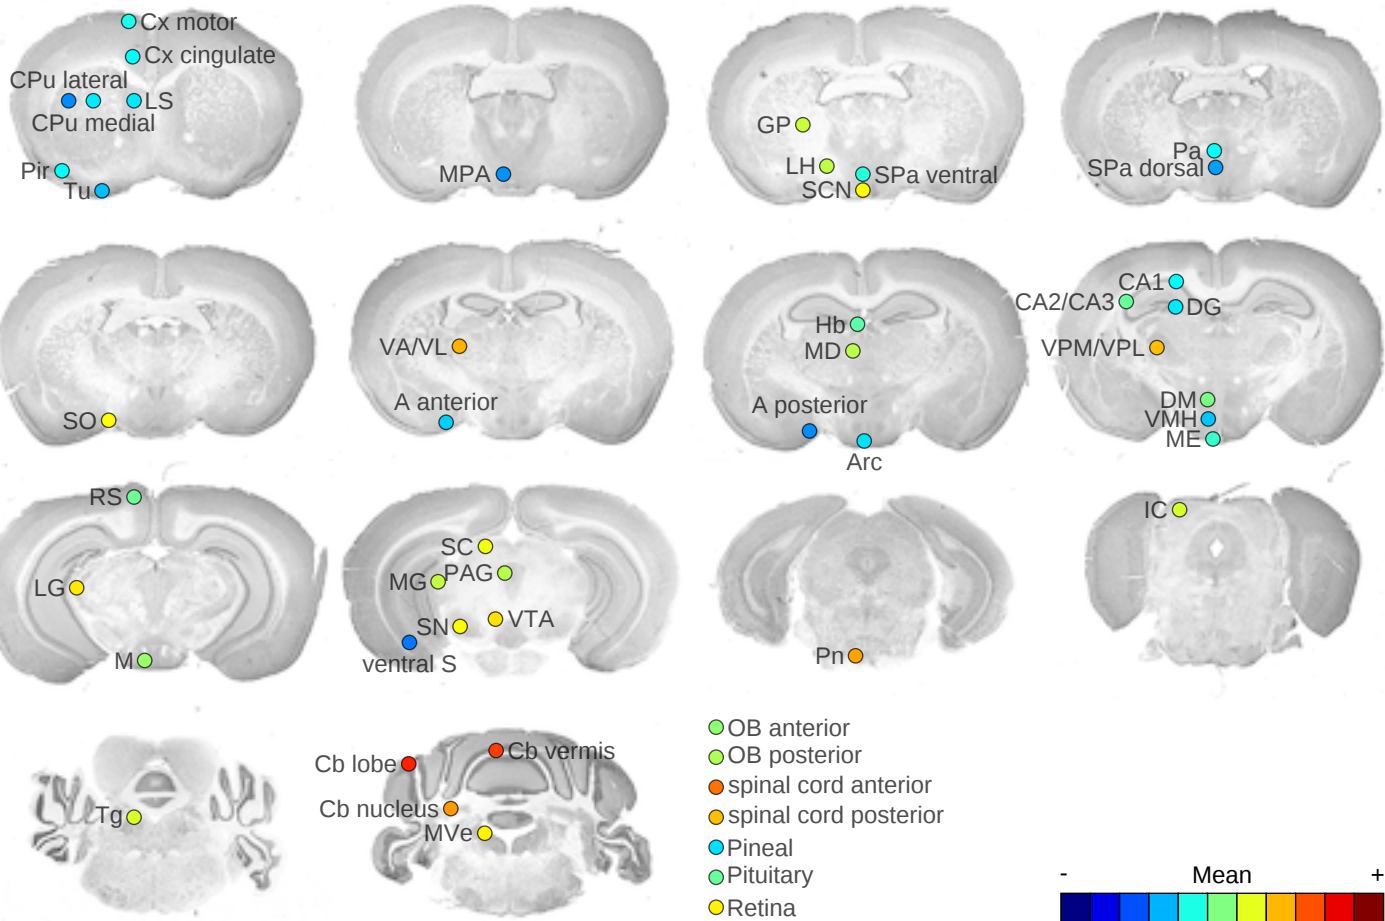 Cx motor
Cx cingulate
CPu lateral
LS
CPu medial
Pir
Tu
MPA
GP
LH
SPa ventral
SCN
Pa
SPa dorsal
SO
VA/VL
A anterior
Hb
MD
A posterior
Arc
CA1
CA2/CA3
DG
VPM/VPL
DM
VMH
ME
RS
LG
M
SC
MG
PAG
SN
VTA
ventral S
Pn
IC
Tg
Cb lobe
Cb vermis
Cb nucleus
MVe
OB anterior
OB posterior
spinal cord anterior
spinal cord posterior
Pineal
Pituitary
Retina
- Mean +